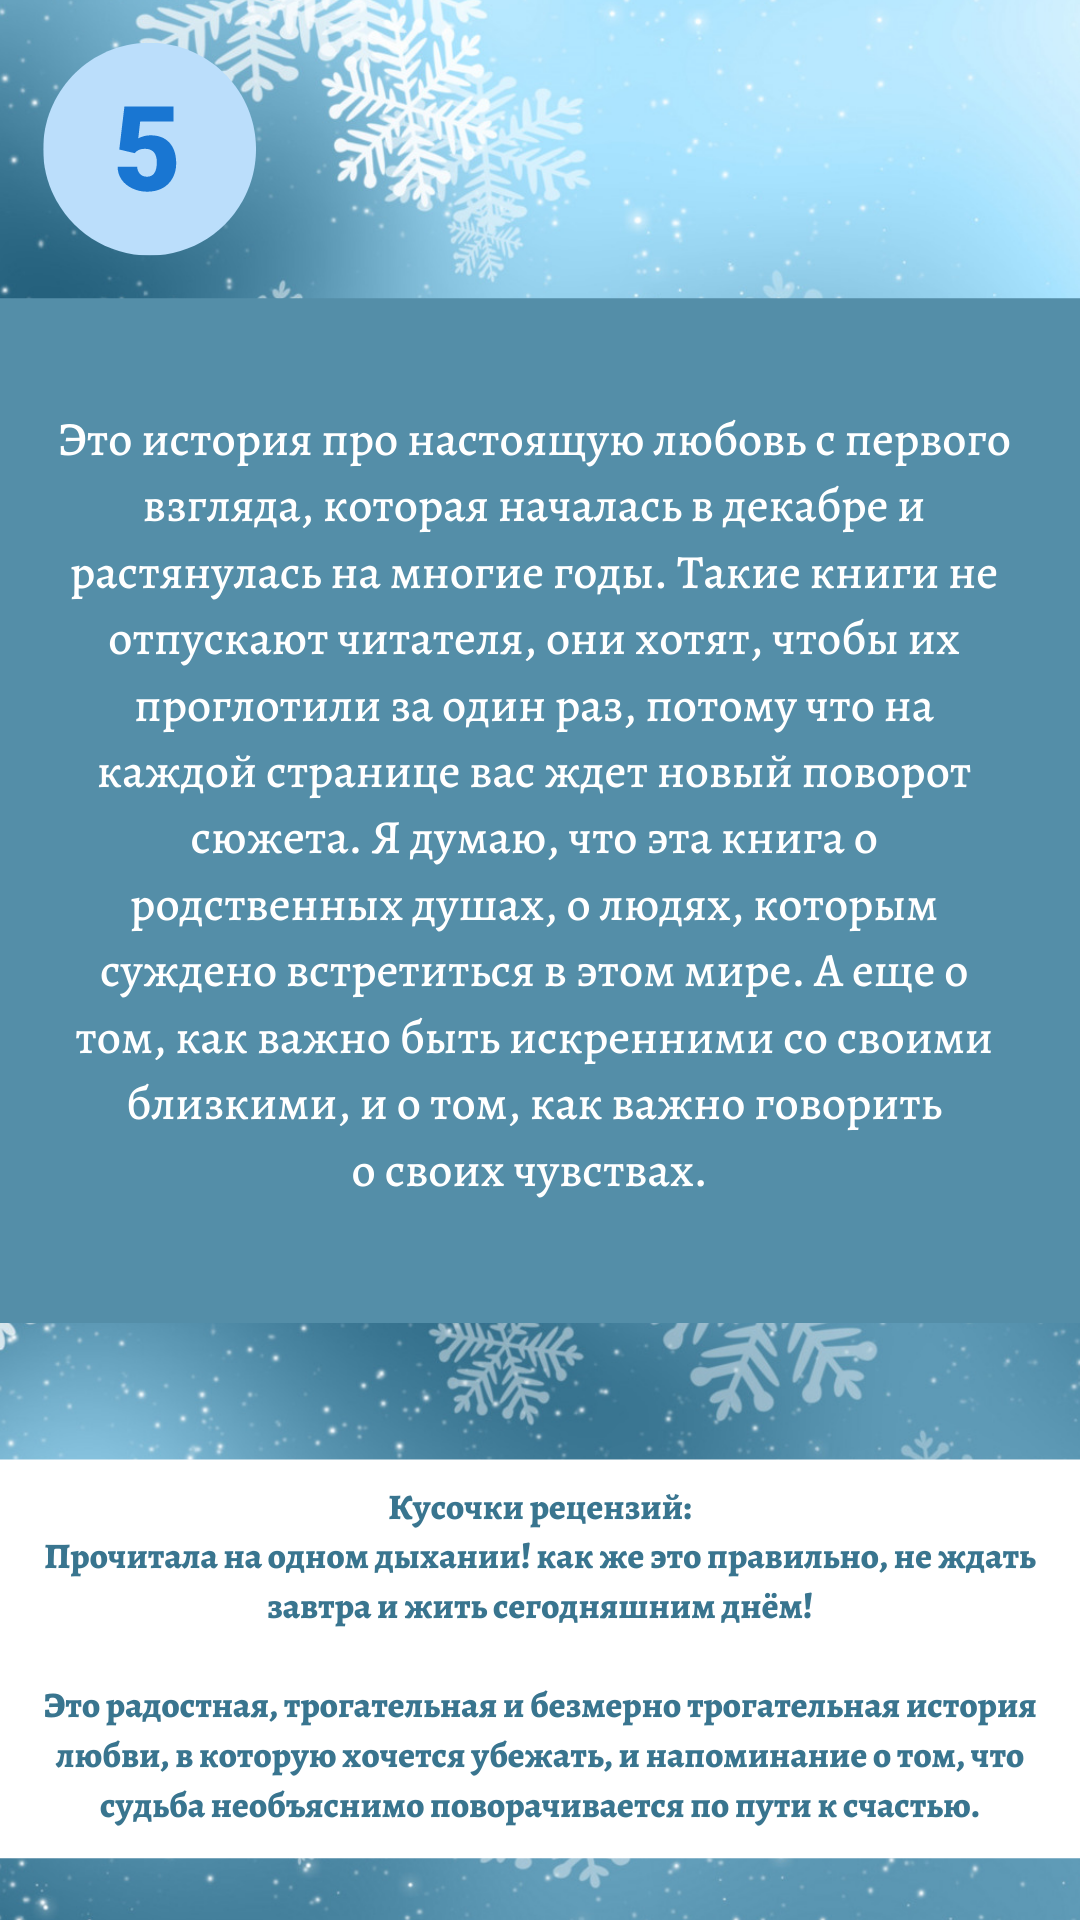 5
Это история про настоящую любовь с первого
взгляда, которая началась в декабре и
растянулась на многие годы. Такие книги не
отпускают читателя, они хотят, чтобы их
проглотили за один раз, потому что на
каждой странице вас ждет новый поворот
сюжета. Я думаю, что эта книга о
родственных душах, о людях, которым
суждено встретиться в этом мире. А еще о
том, как важно быть искренними со своими
близкими, и о том, как важно говорить
о своих чувствах.
Кусочки рецензий:
Прочитала на одном дыхании! как же это правильно, не ждать
завтра и жить сегодняшним днём!
Это радостная, трогательная и безмерно трогательная история
любви, в которую хочется убежать, и напоминание о том, что
судьба необъяснимо поворачивается по пути к счастью.